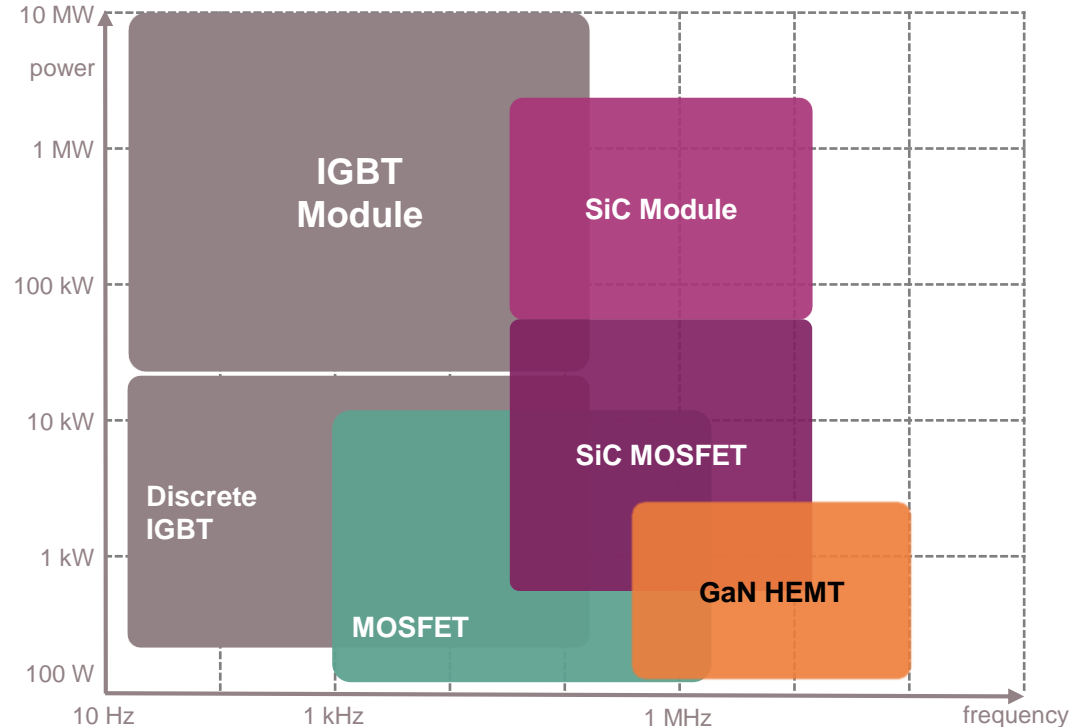 10 MW
power
1 MW
IGBT
Module
SiC Module
100 kW
10 kW
SiC MOSFET
Discrete
IGBT
1 kW
GaN HEMT
MOSFET
100 W
10 Hz
1 kHz
1 MHz
frequency